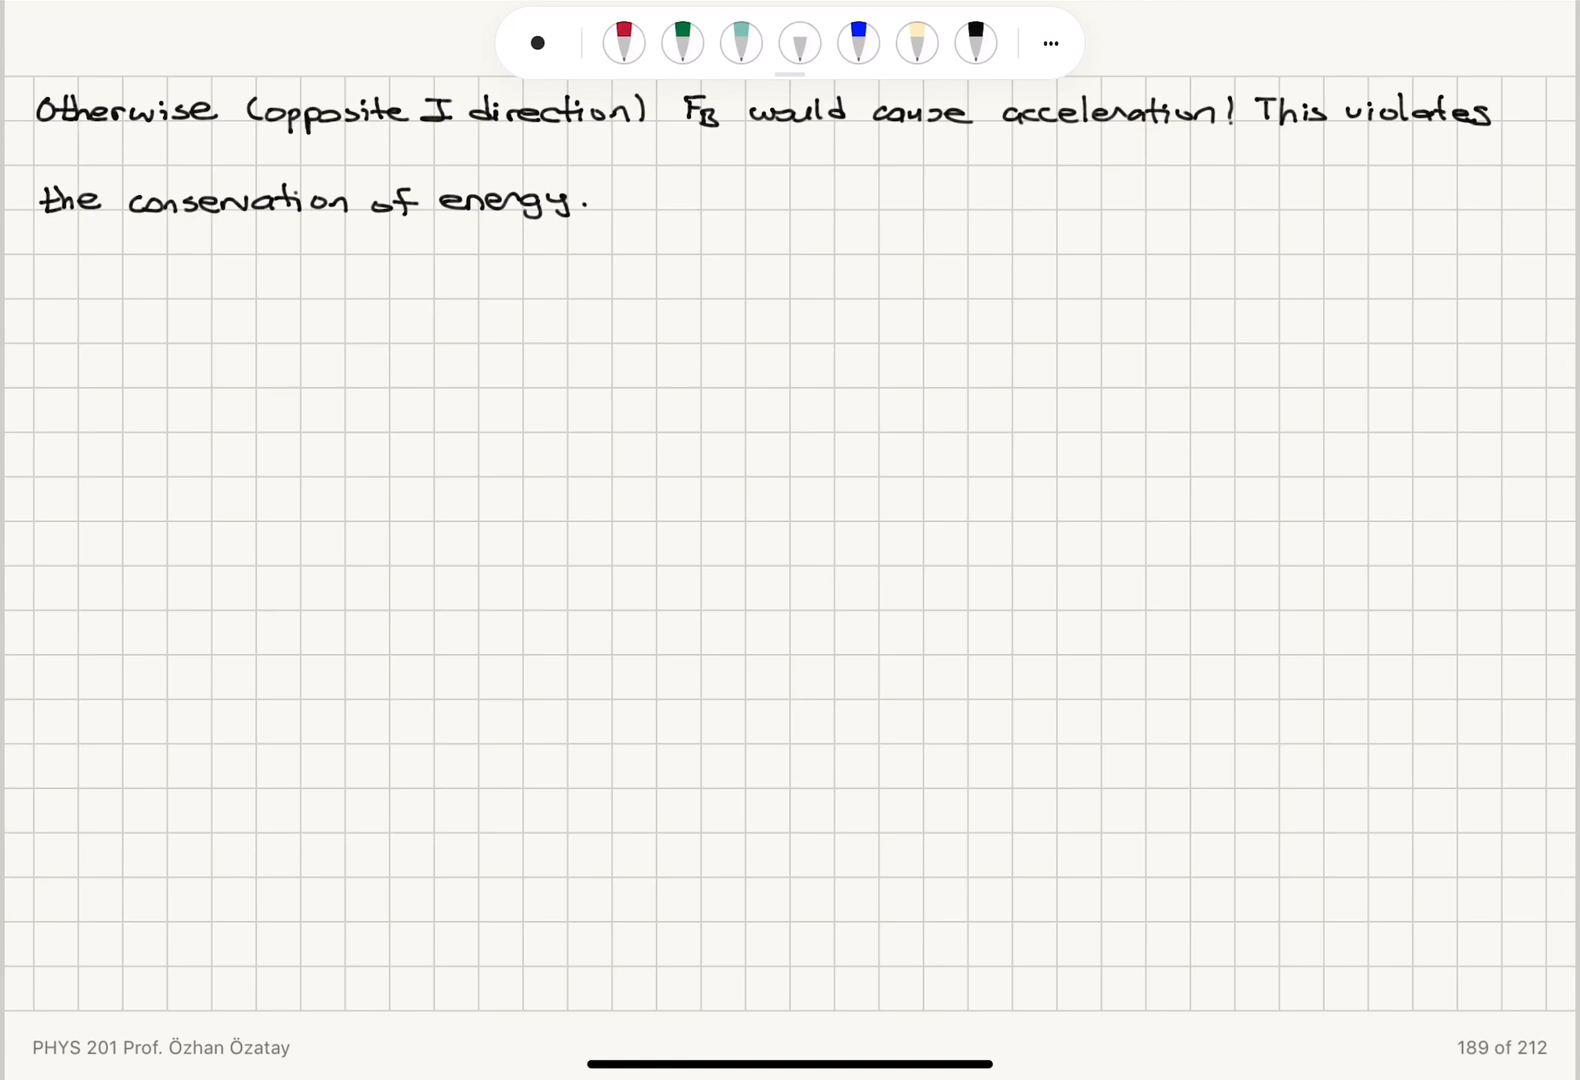 Otherwise (opposite I direction) F_B would cause acceleration! This violates
the conservation of energy.
PHYS 201 Prof. Özhan Özatay
189 of 212